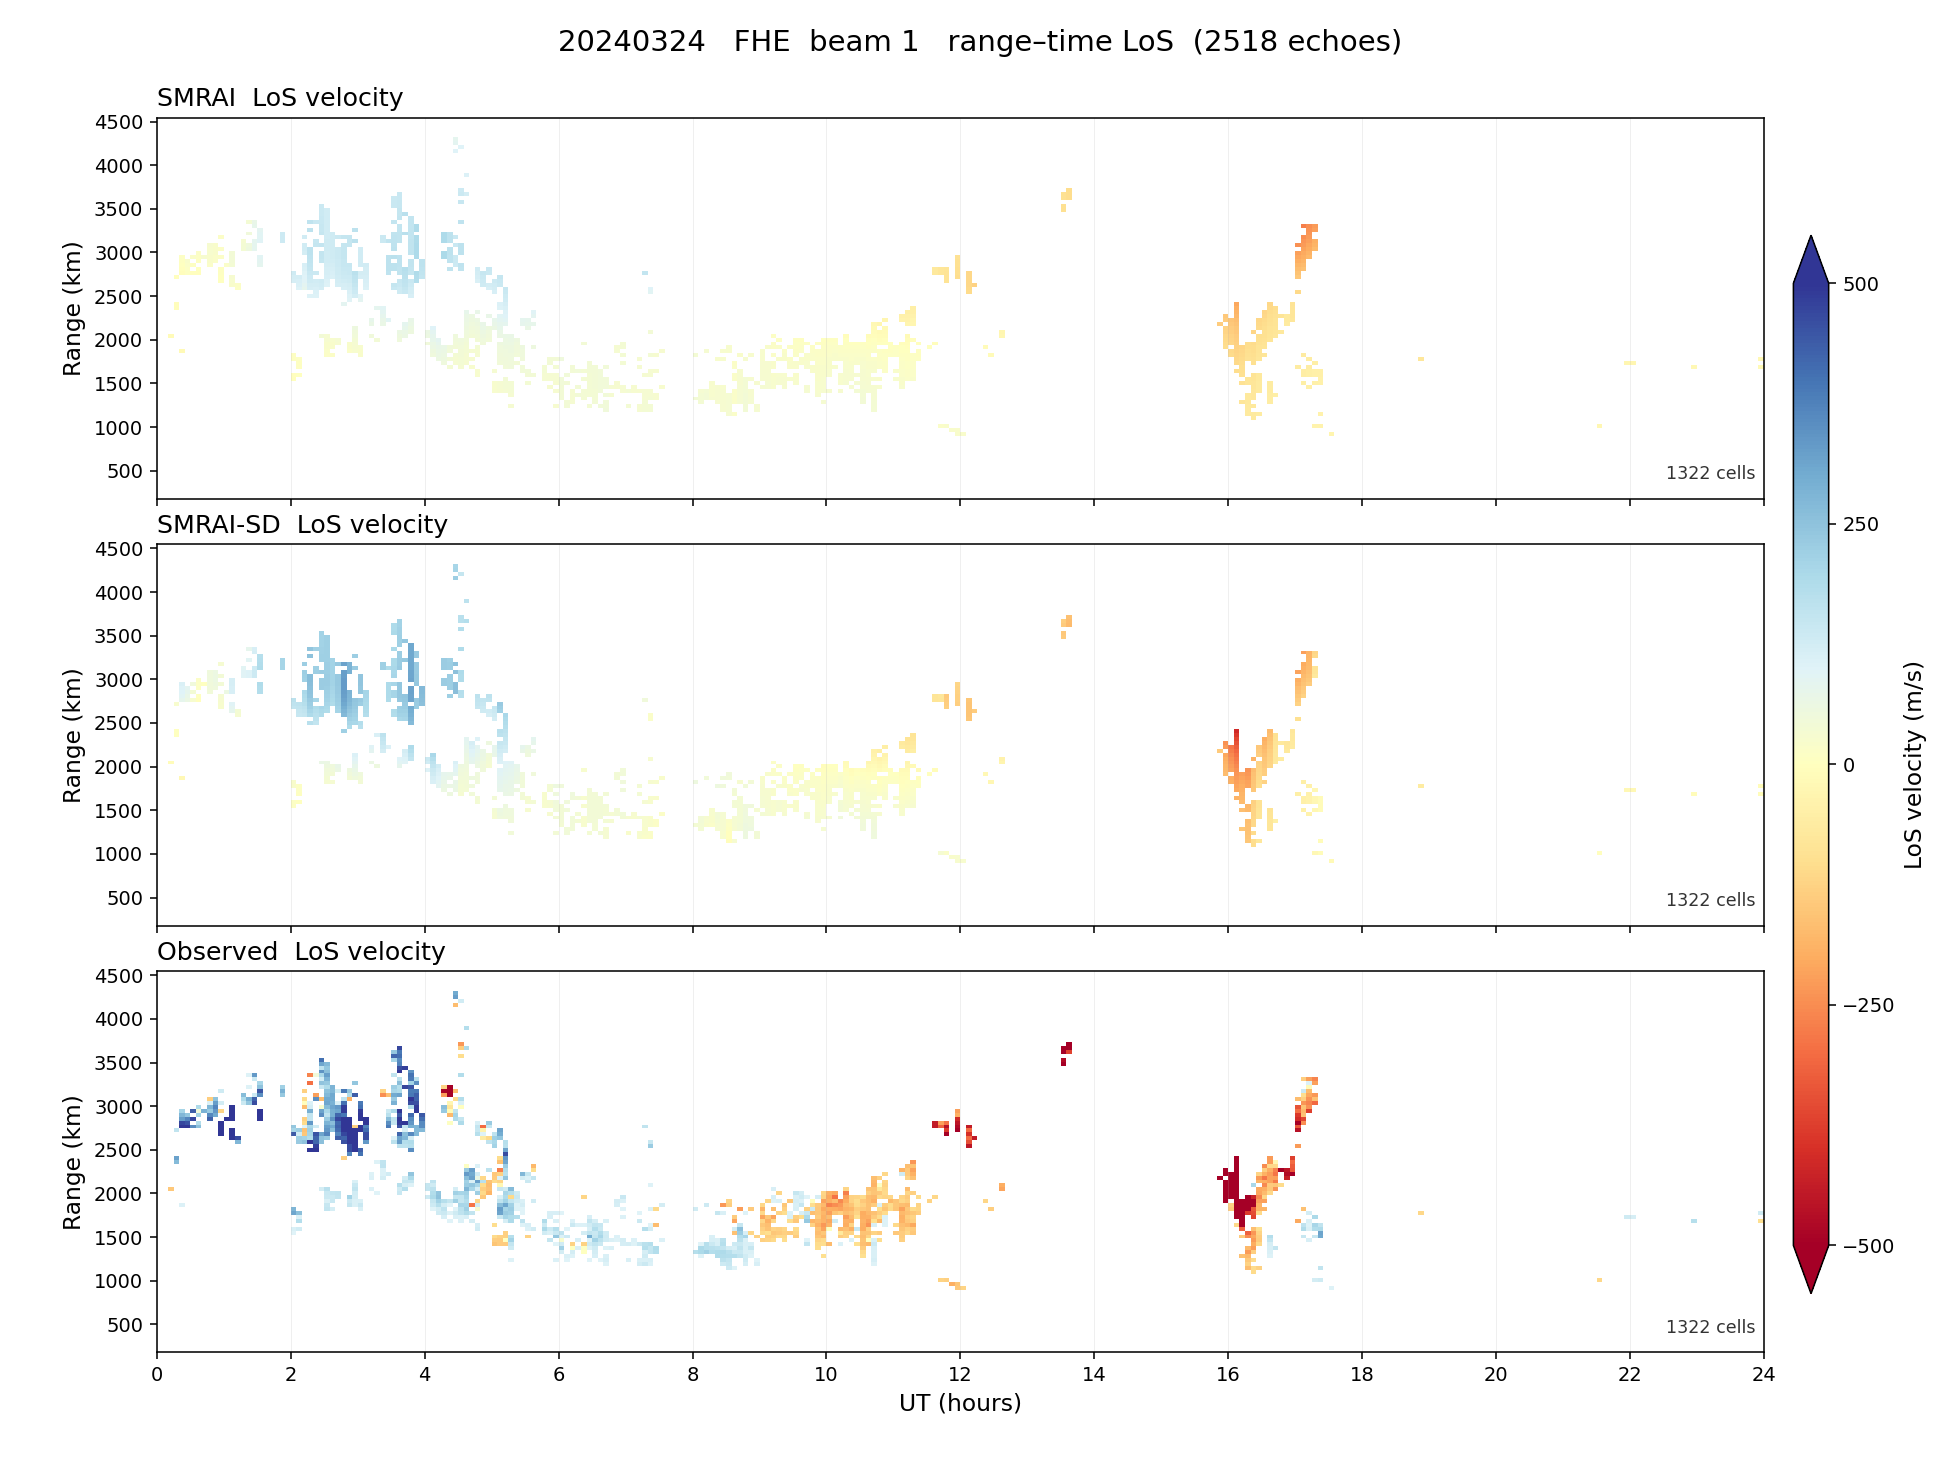 20240324   FHE  beam 1   range–time LoS  (2518 echoes)
SMRAI  LoS velocity
4500
4000
3500
3000
2500
2000
1500
1000
500
Range (km)
1322 cells
SMRAI-SD  LoS velocity
4500
4000
3500
3000
2500
2000
1500
1000
500
Range (km)
1322 cells
Observed  LoS velocity
4500
4000
3500
3000
2500
2000
1500
1000
500
Range (km)
1322 cells
0 2 4 6 8 10 12 14 16 18 20 22 24
UT (hours)
500
250
0
−250
−500
LoS velocity (m/s)